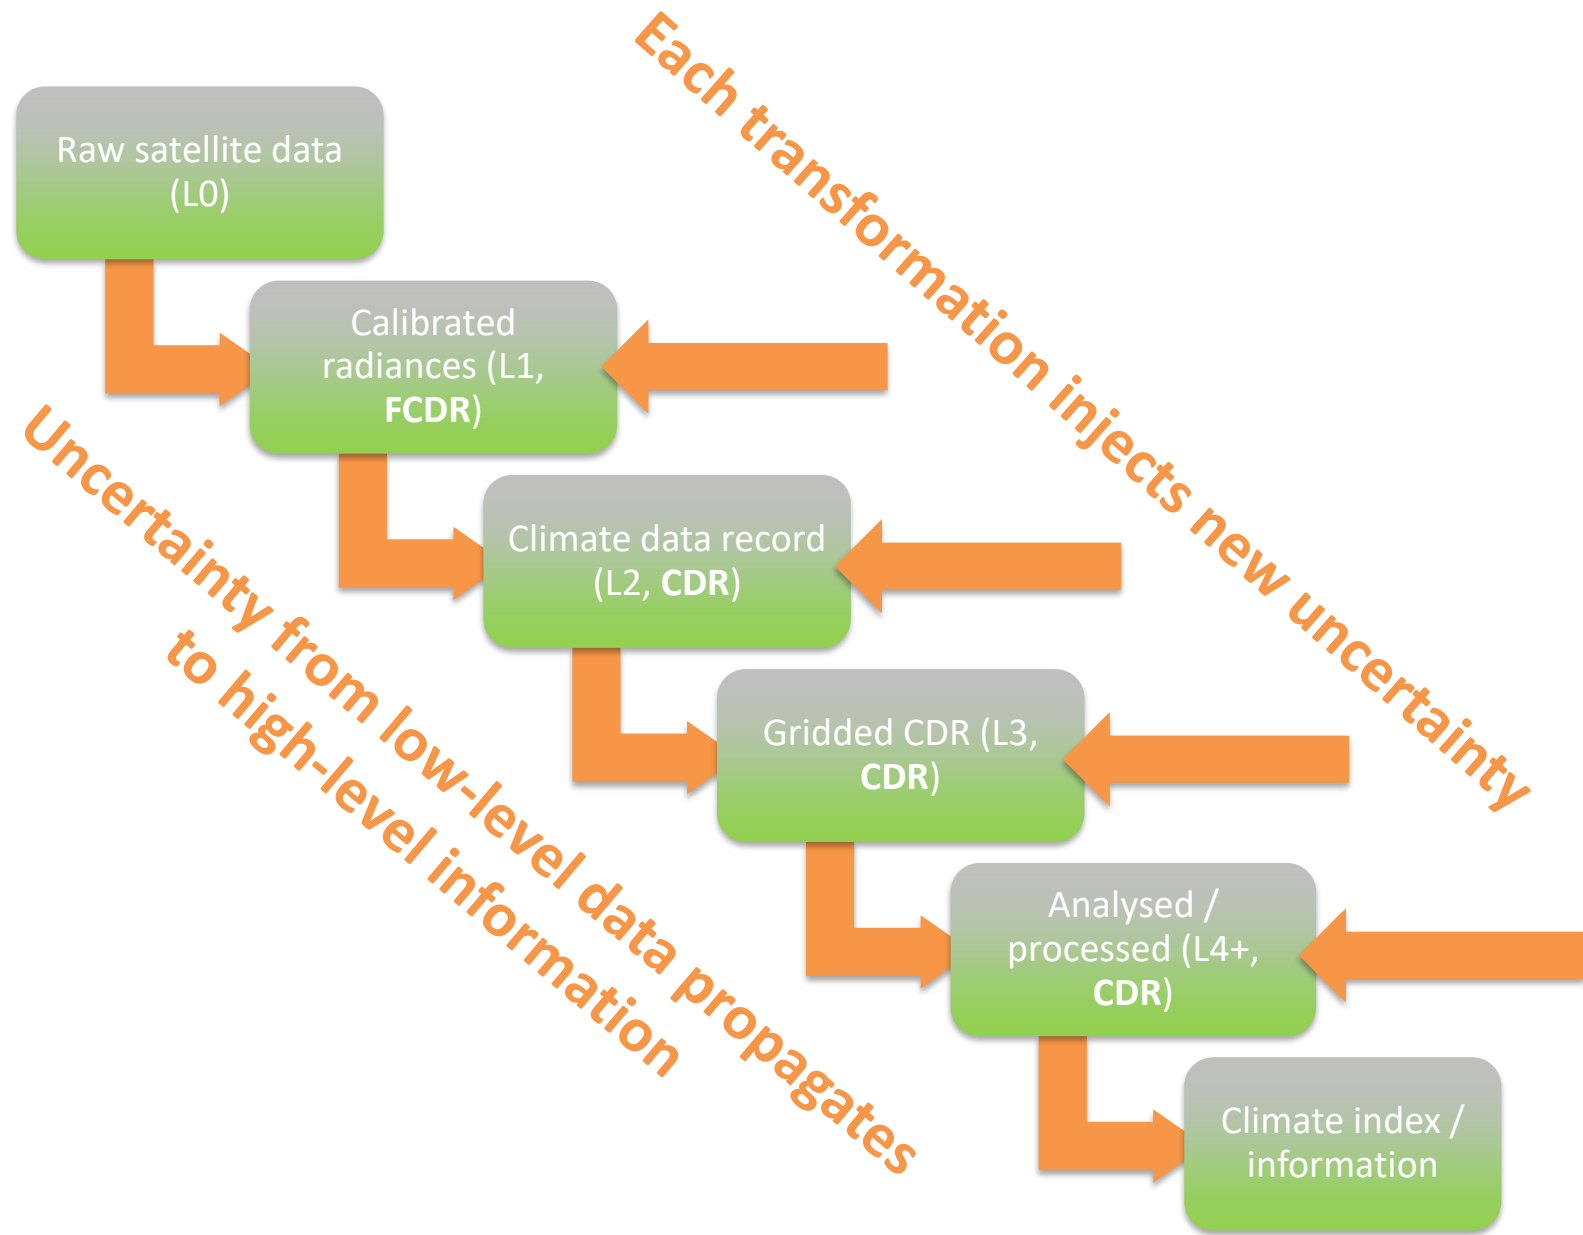 Each transformation injects new uncertainty
Raw satellite data
(L0)
Calibrated
radiances (L1,
FCDR)
Uncertainty from low-level data propagates
to high-level information
Climate data record
(L2, CDR)
Gridded CDR (L3,
CDR)
Analysed /
processed (L4+,
CDR)
Climate index /
information